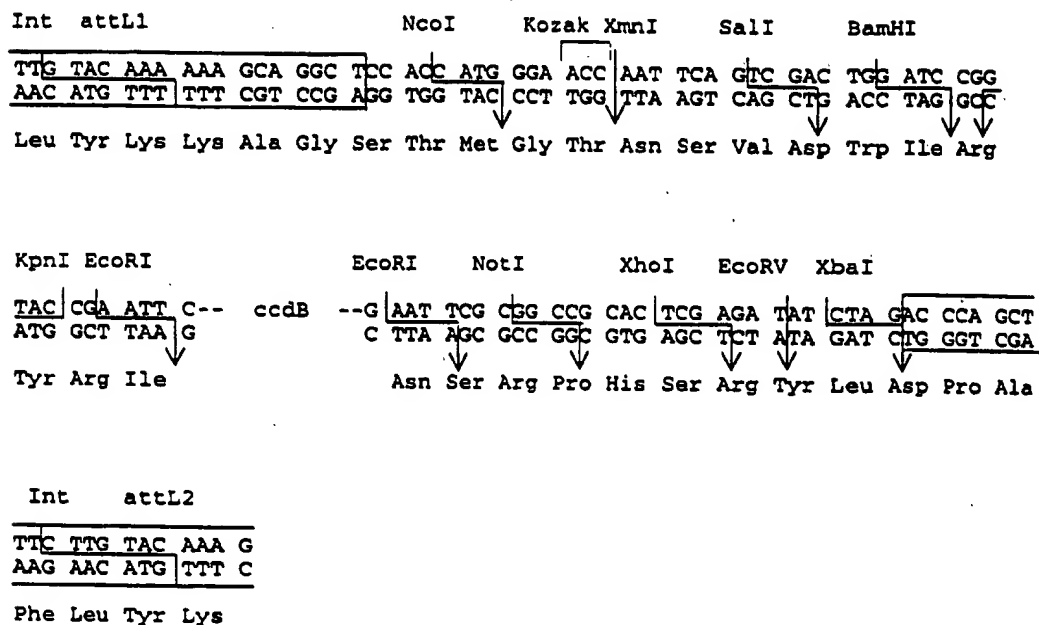 Int attL1 NcoI Kozak XmnI SalI BamHI
TTG TAC AAA AAA GCA GGC TCC ACC ATG GGA ACC AAT TCA GTC GAC TGG ATC CGG
AAC ATG TTT TTT CGT CCG AGG TGG TAC CCT TGG TTA AGT CAG CTG ACC TAG GCC
Leu Tyr Lys Lys Ala Gly Ser Thr Met Gly Thr Asn Ser Val Asp Trp Ile Arg
KpnI EcoRI EcoRI NotI XhoI EcoRV XbaI
TAC CGA ATT C-- ccdB --G AAT TCG CGG CCG CAC TCG AGA TAT CTA GAC CCA GCT
ATG GCT TAA G C TTA AGC GCC GGC GTG AGC TCT ATA GAT CTG GGT CGA
Tyr Arg Ile Asn Ser Arg Pro His Ser Arg Tyr Leu Asp Pro Ala
Int attL2
TTC TTG TAC AAA G
AAG AAC ATG TTT C
Phe Leu Tyr Lys